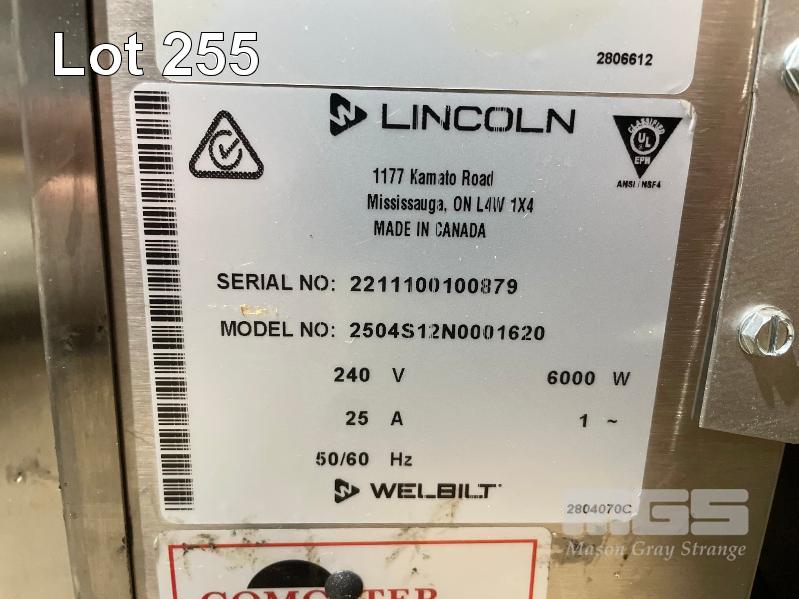 Lot 255
2806612
LINCOLN
CLASSIFIED
UL
EPH
ANSI / NSF4
1177 Kamato Road
Mississauga, ON L4W 1X4
MADE IN CANADA
SERIAL NO: 2211100100879
MODEL NO: 2504S12N0001620
240 V 6000 W
25 A 1 ~
50/60 Hz
WELBILT
2804070C
MGS
Mason Gray Strange